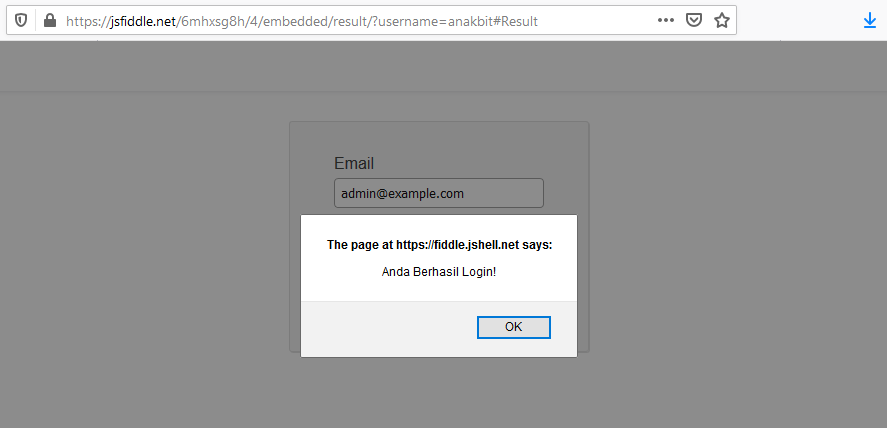 https://jsfiddle.net/6mhxsg8h/4/embedded/result/?username=anakbit#Result
Email
admin@example.com
The page at https://fiddle.jshell.net says:
Anda Berhasil Login!
OK